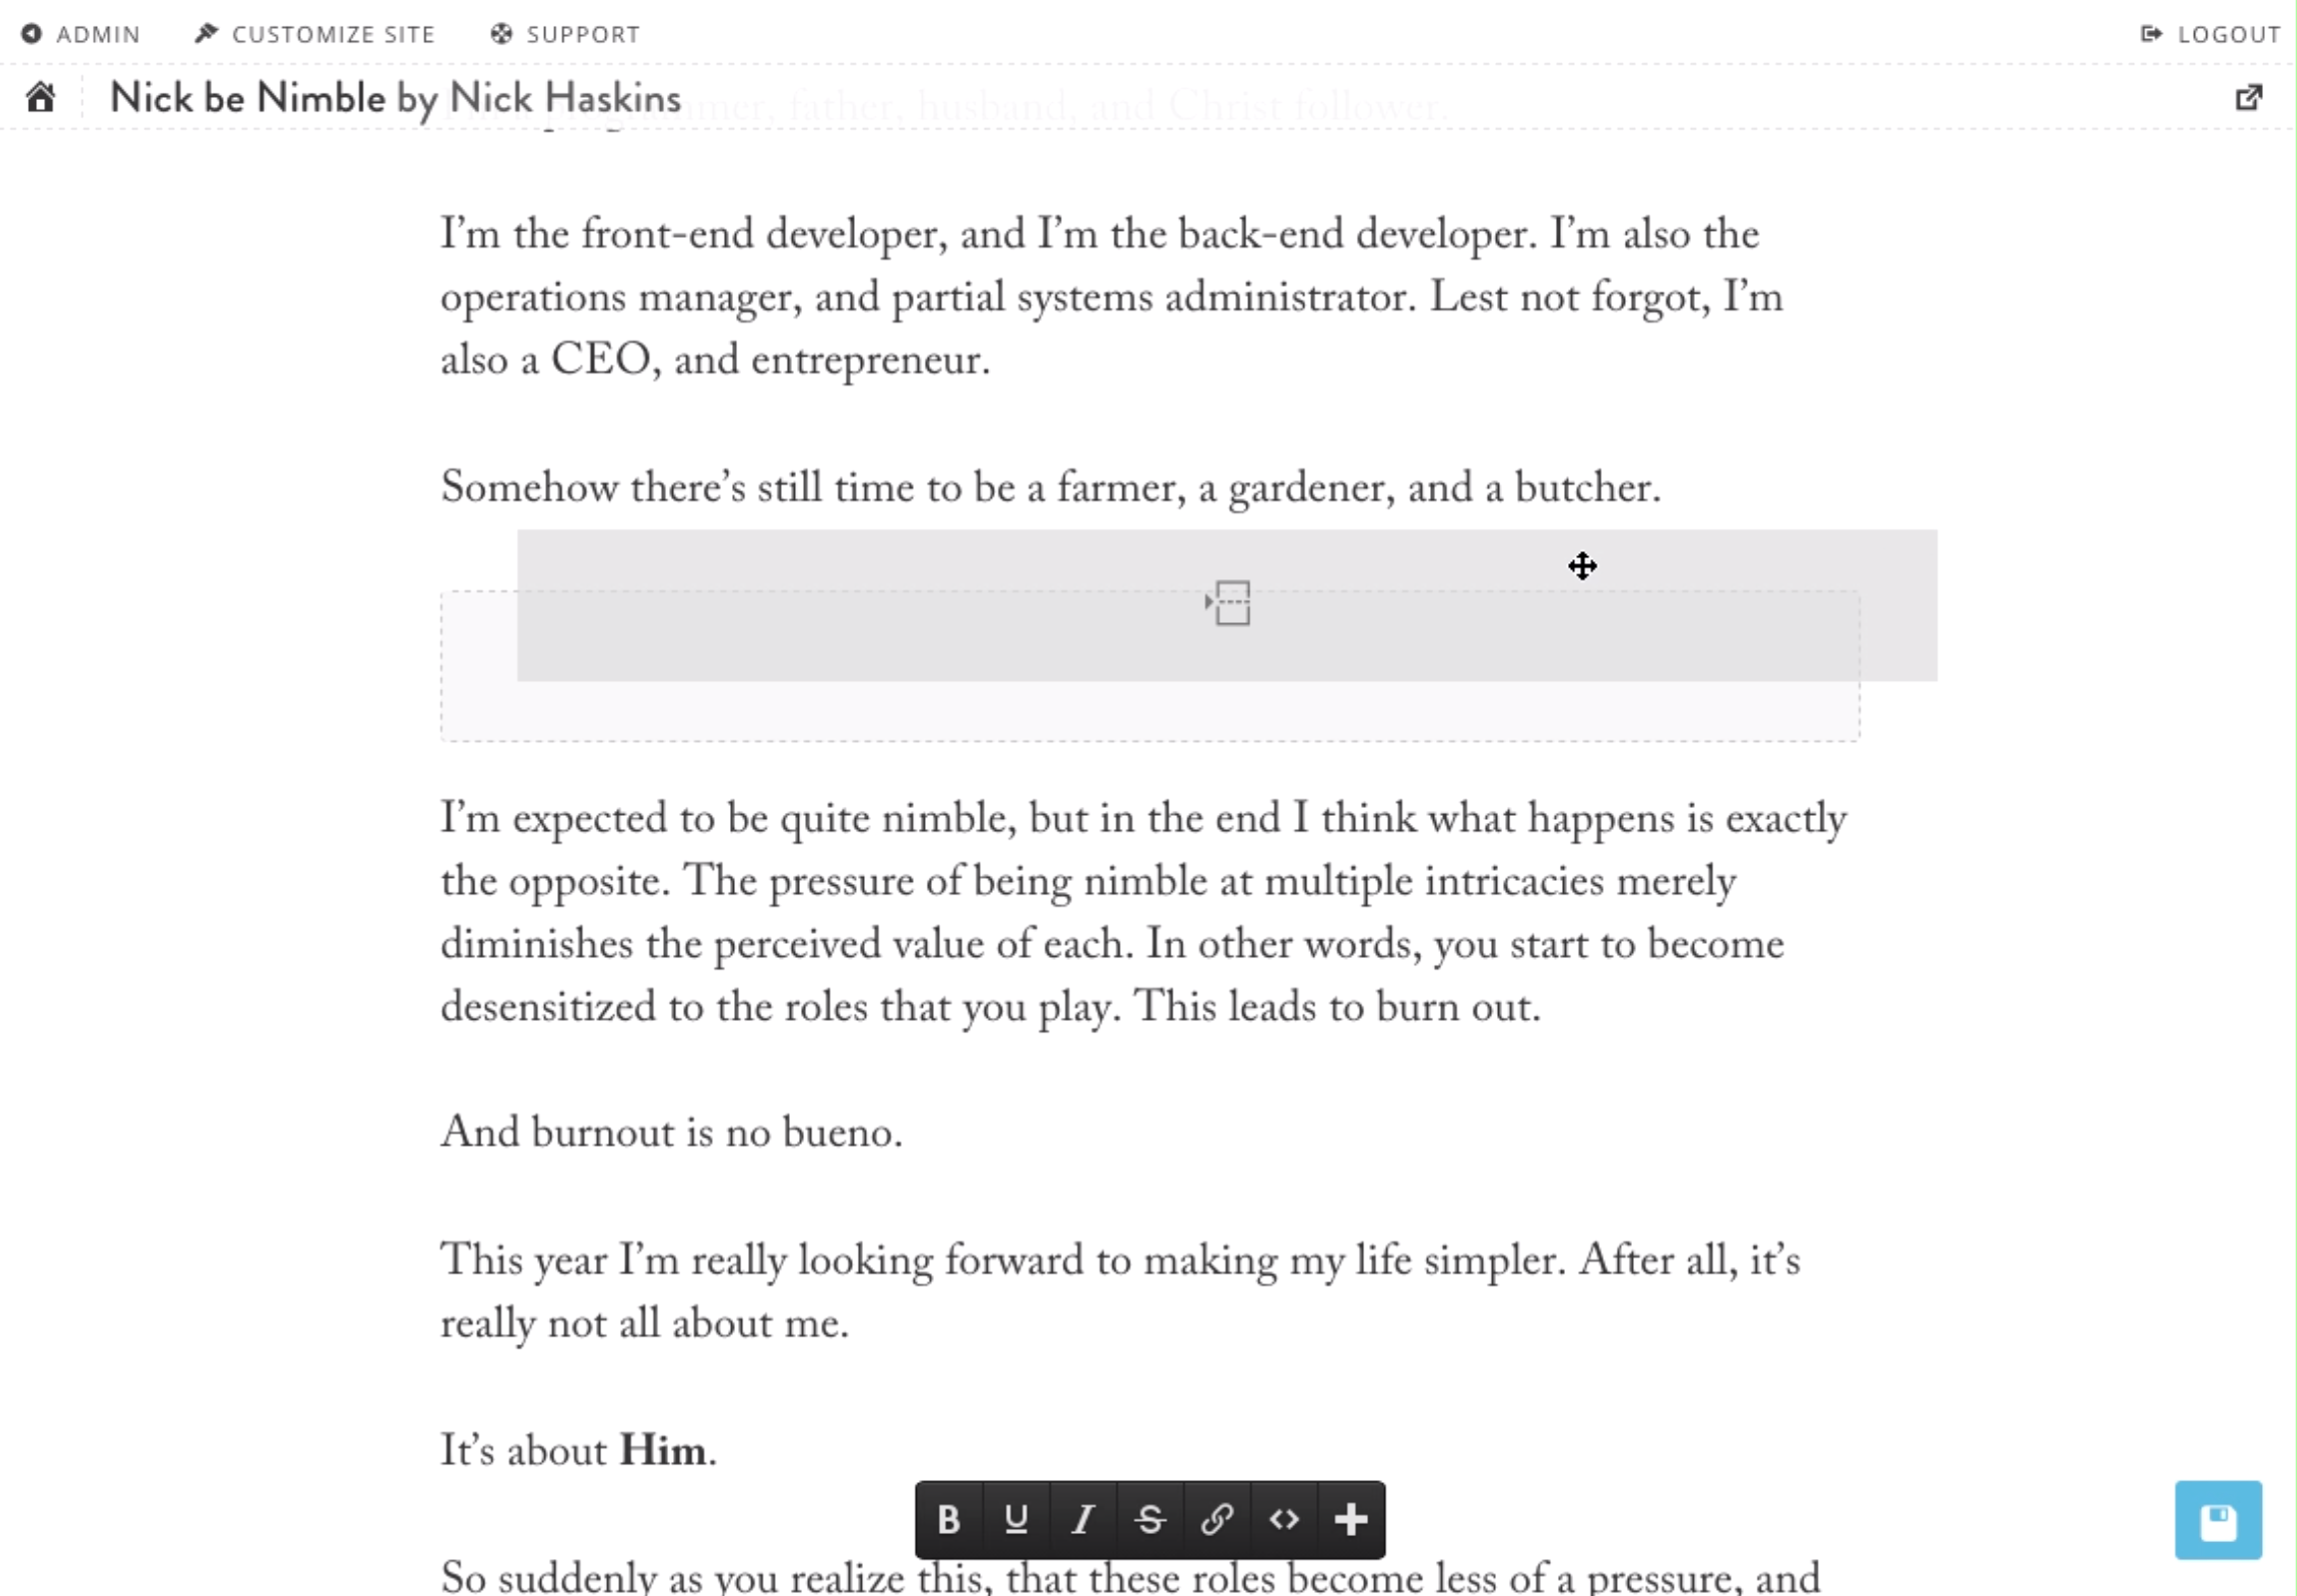 ADMIN CUSTOMIZE SITE SUPPORT LOGOUT
Nick be Nimble by Nick Haskins
father, husband, and Christ follower.
I’m the front-end developer, and I’m the back-end developer. I’m also the
operations manager, and partial systems administrator. Lest not forgot, I’m
also a CEO, and entrepreneur.
Somehow there’s still time to be a farmer, a gardener, and a butcher.
I’m expected to be quite nimble, but in the end I think what happens is exactly
the opposite. The pressure of being nimble at multiple intricacies merely
diminishes the perceived value of each. In other words, you start to become
desensitized to the roles that you play. This leads to burn out.
And burnout is no bueno.
This year I’m really looking forward to making my life simpler. After all, it’s
really not all about me.
It’s about Him.
B U I S
So suddenly as you realize this, that these roles become less of a pressure, and